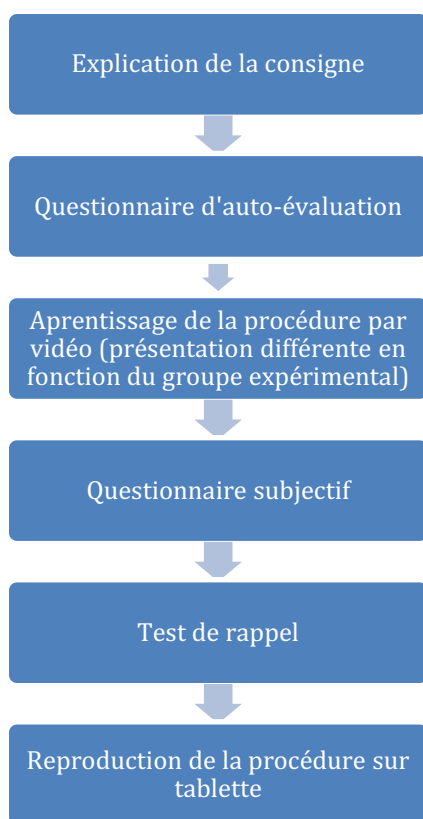 Explication de la consigne
Questionnaire d'auto-évaluation
Aprentissage de la procédure par
vidéo (présentation différente en
fonction du groupe expérimental)
Questionnaire subjectif
Test de rappel
Reproduction de la procédure sur
tablette